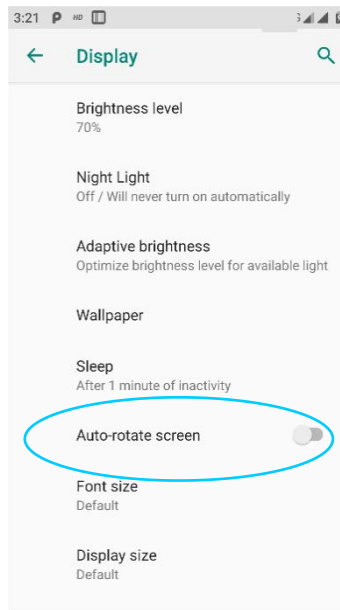 3:21 P HD
Display
Brightness level
70%
Night Light
Off / Will never turn on automatically
Adaptive brightness
Optimize brightness level for available light
Wallpaper
Sleep
After 1 minute of inactivity
Auto-rotate screen
Font size
Default
Display size
Default